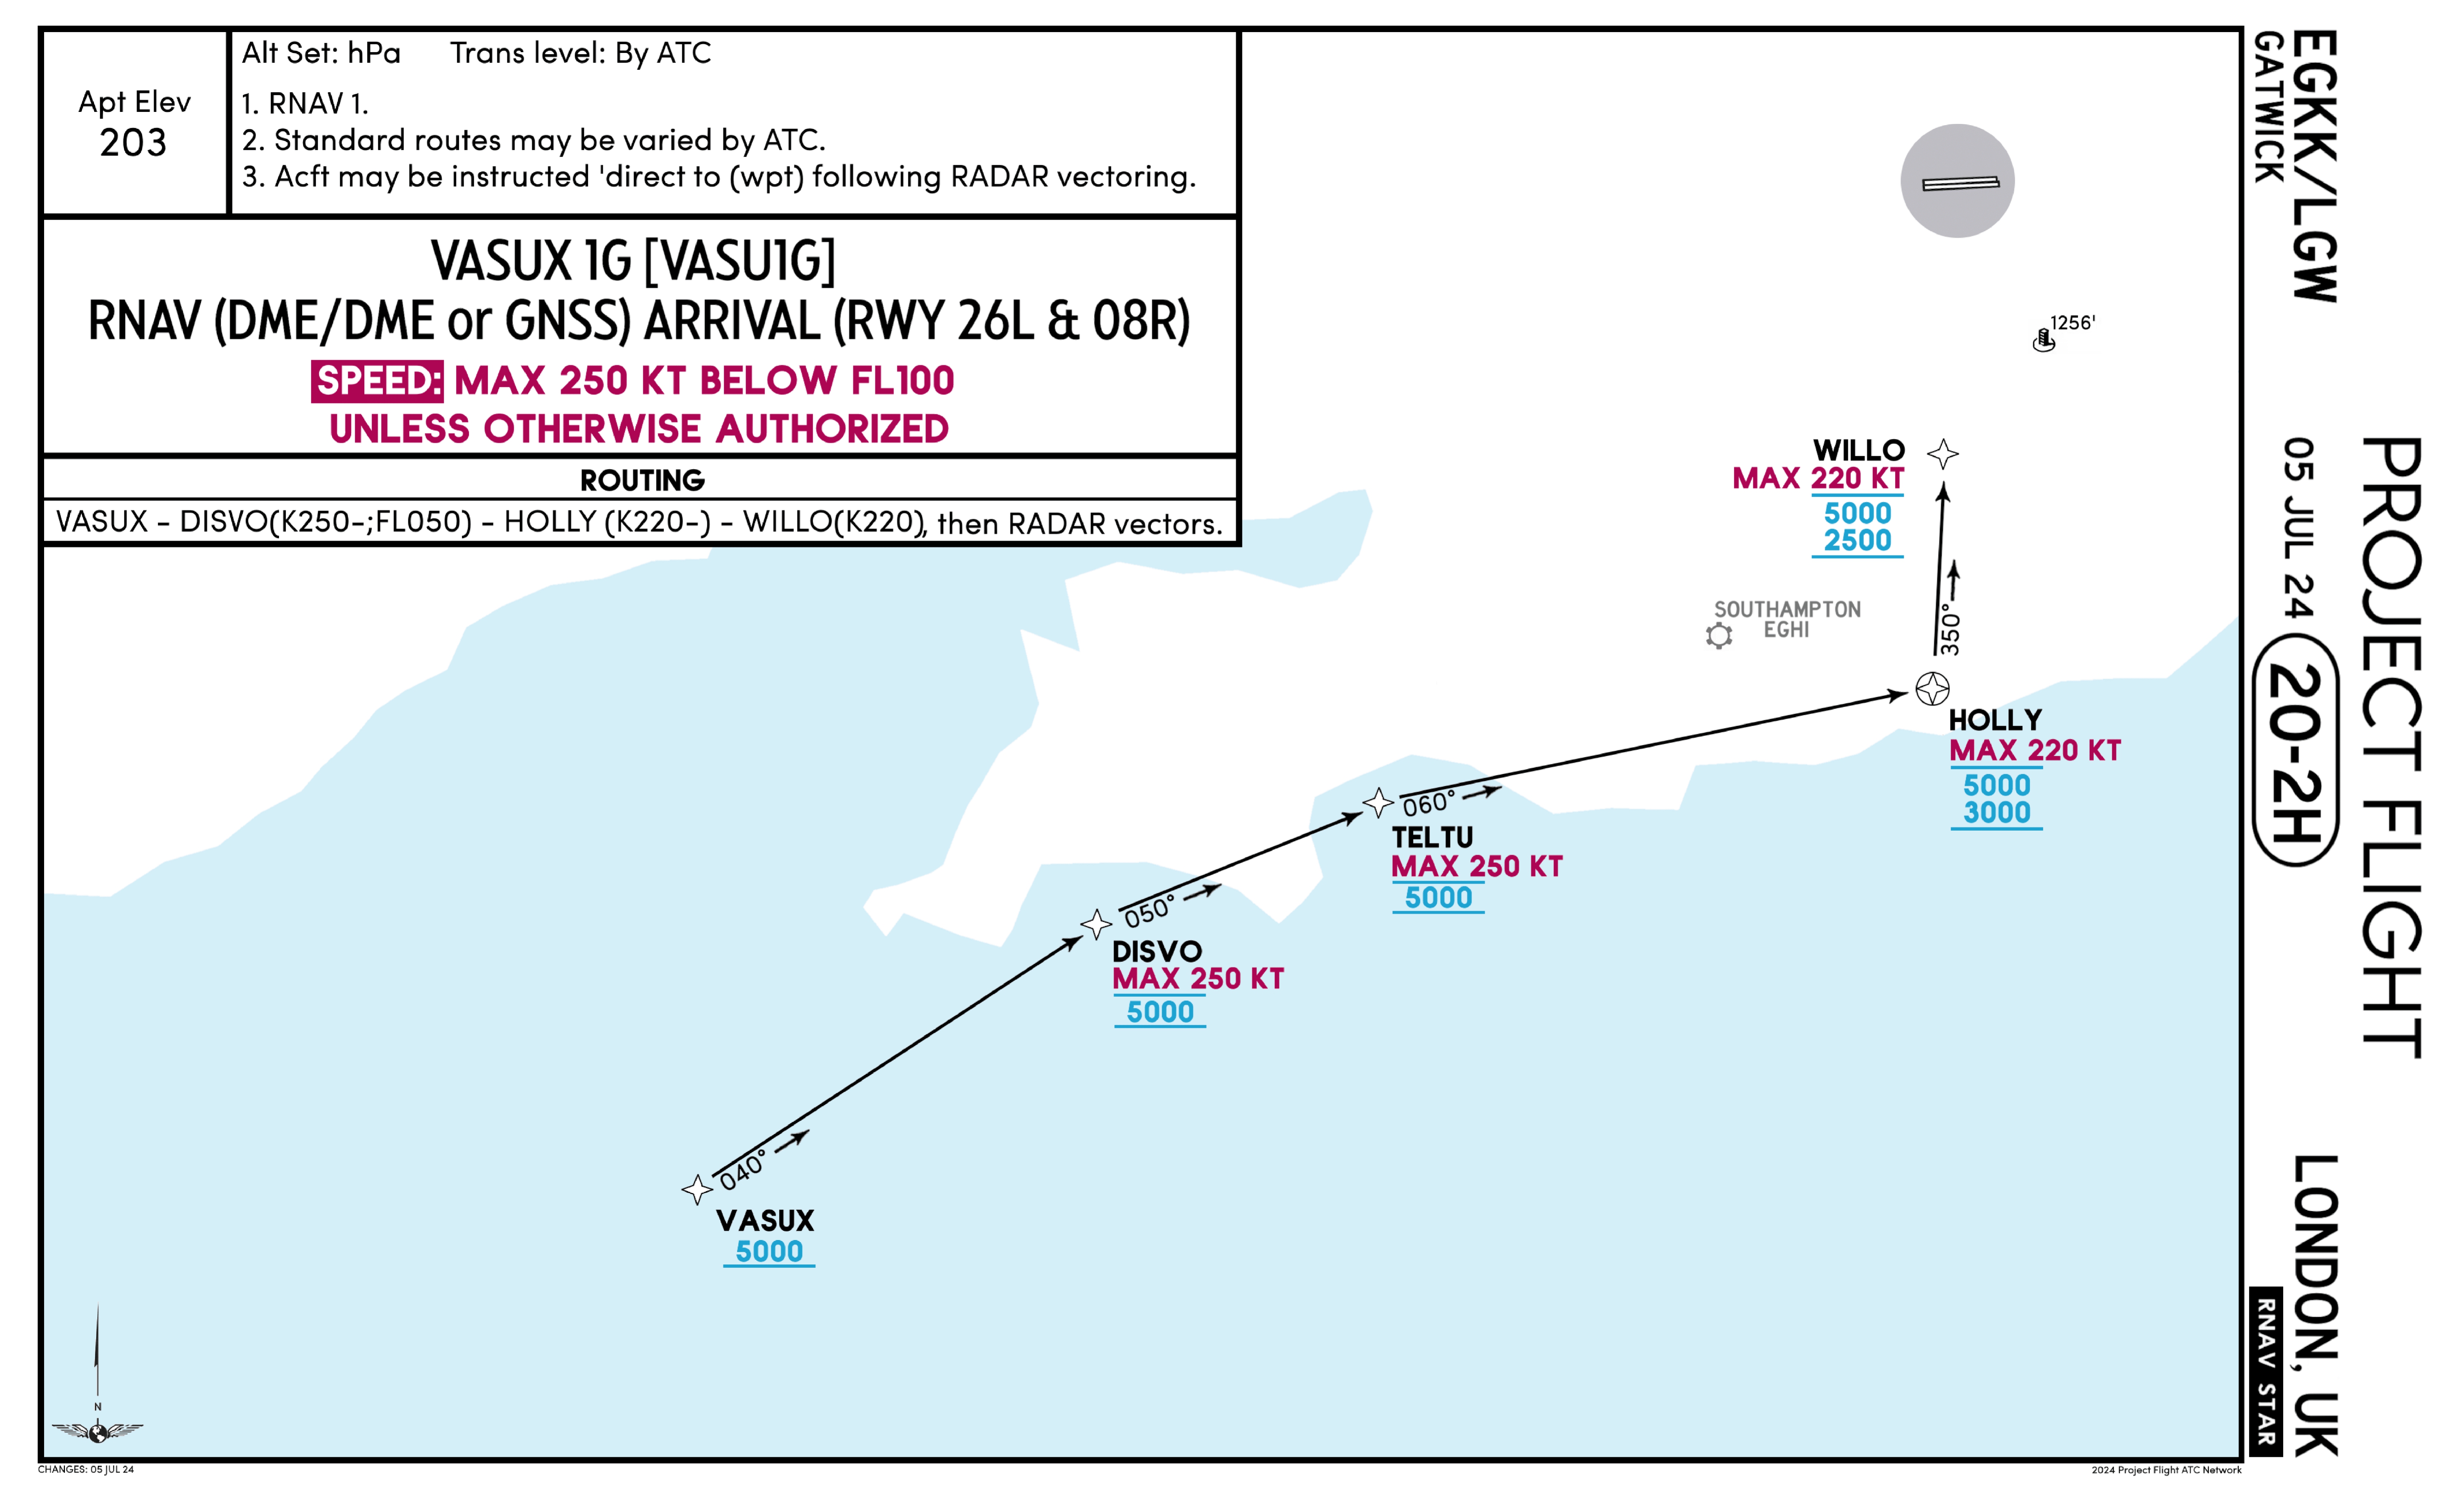 Apt Elev
203
Alt Set: hPa Trans level: By ATC
1. RNAV 1.
2. Standard routes may be varied by ATC.
3. Acft may be instructed 'direct to (wpt) following RADAR vectoring.
VASUX 1G [VASU1G]
RNAV (DME/DME or GNSS) ARRIVAL (RWY 26L & 08R)
SPEED: MAX 250 KT BELOW FL100
UNLESS OTHERWISE AUTHORIZED
ROUTING
VASUX - DISVO(K250-;FL050) - HOLLY (K220-) - WILLO(K220), then RADAR vectors.
1256'
WILLO
MAX 220 KT
5000
2500
SOUTHAMPTON
EGHI
350°
HOLLY
MAX 220 KT
5000
3000
060°
TELTU
MAX 250 KT
5000
050°
DISVO
MAX 250 KT
5000
040°
VASUX
5000
N
CHANGES: 05 JUL 24
2024 Project Flight ATC Network
EGKK/LGW
GATWICK
PROJECT FLIGHT
05 JUL 24
20-2H
LONDON, UK
RNAV STAR